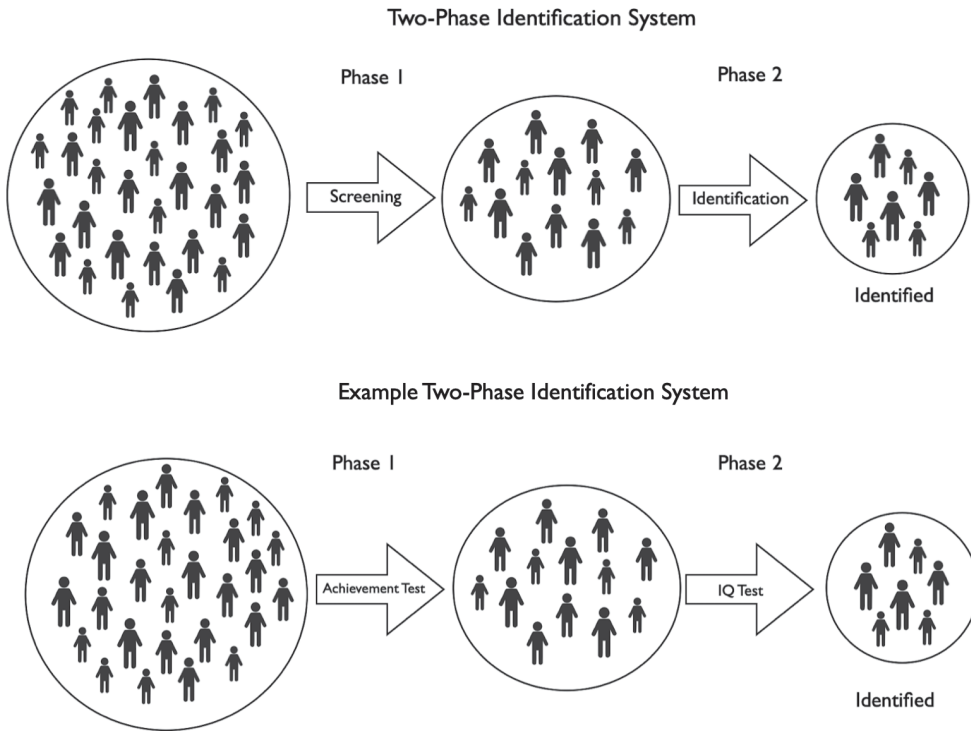 Two-Phase Identification System
Phase 1
Phase 2
Screening
Identification
Identified
Example Two-Phase Identification System
Phase 1
Phase 2
Achievement Test
IQ Test
Identified